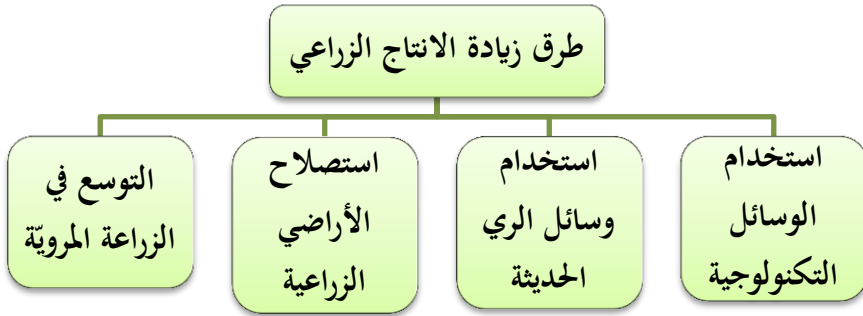 طرق زيادة الانتاج الزراعي
استخدام
الوسائل
التكنولوجية
استخدام
وسائل الري
الحديثة
استصلاح
الأراضي
الزراعية
التوسع في
الزراعة المرويّة